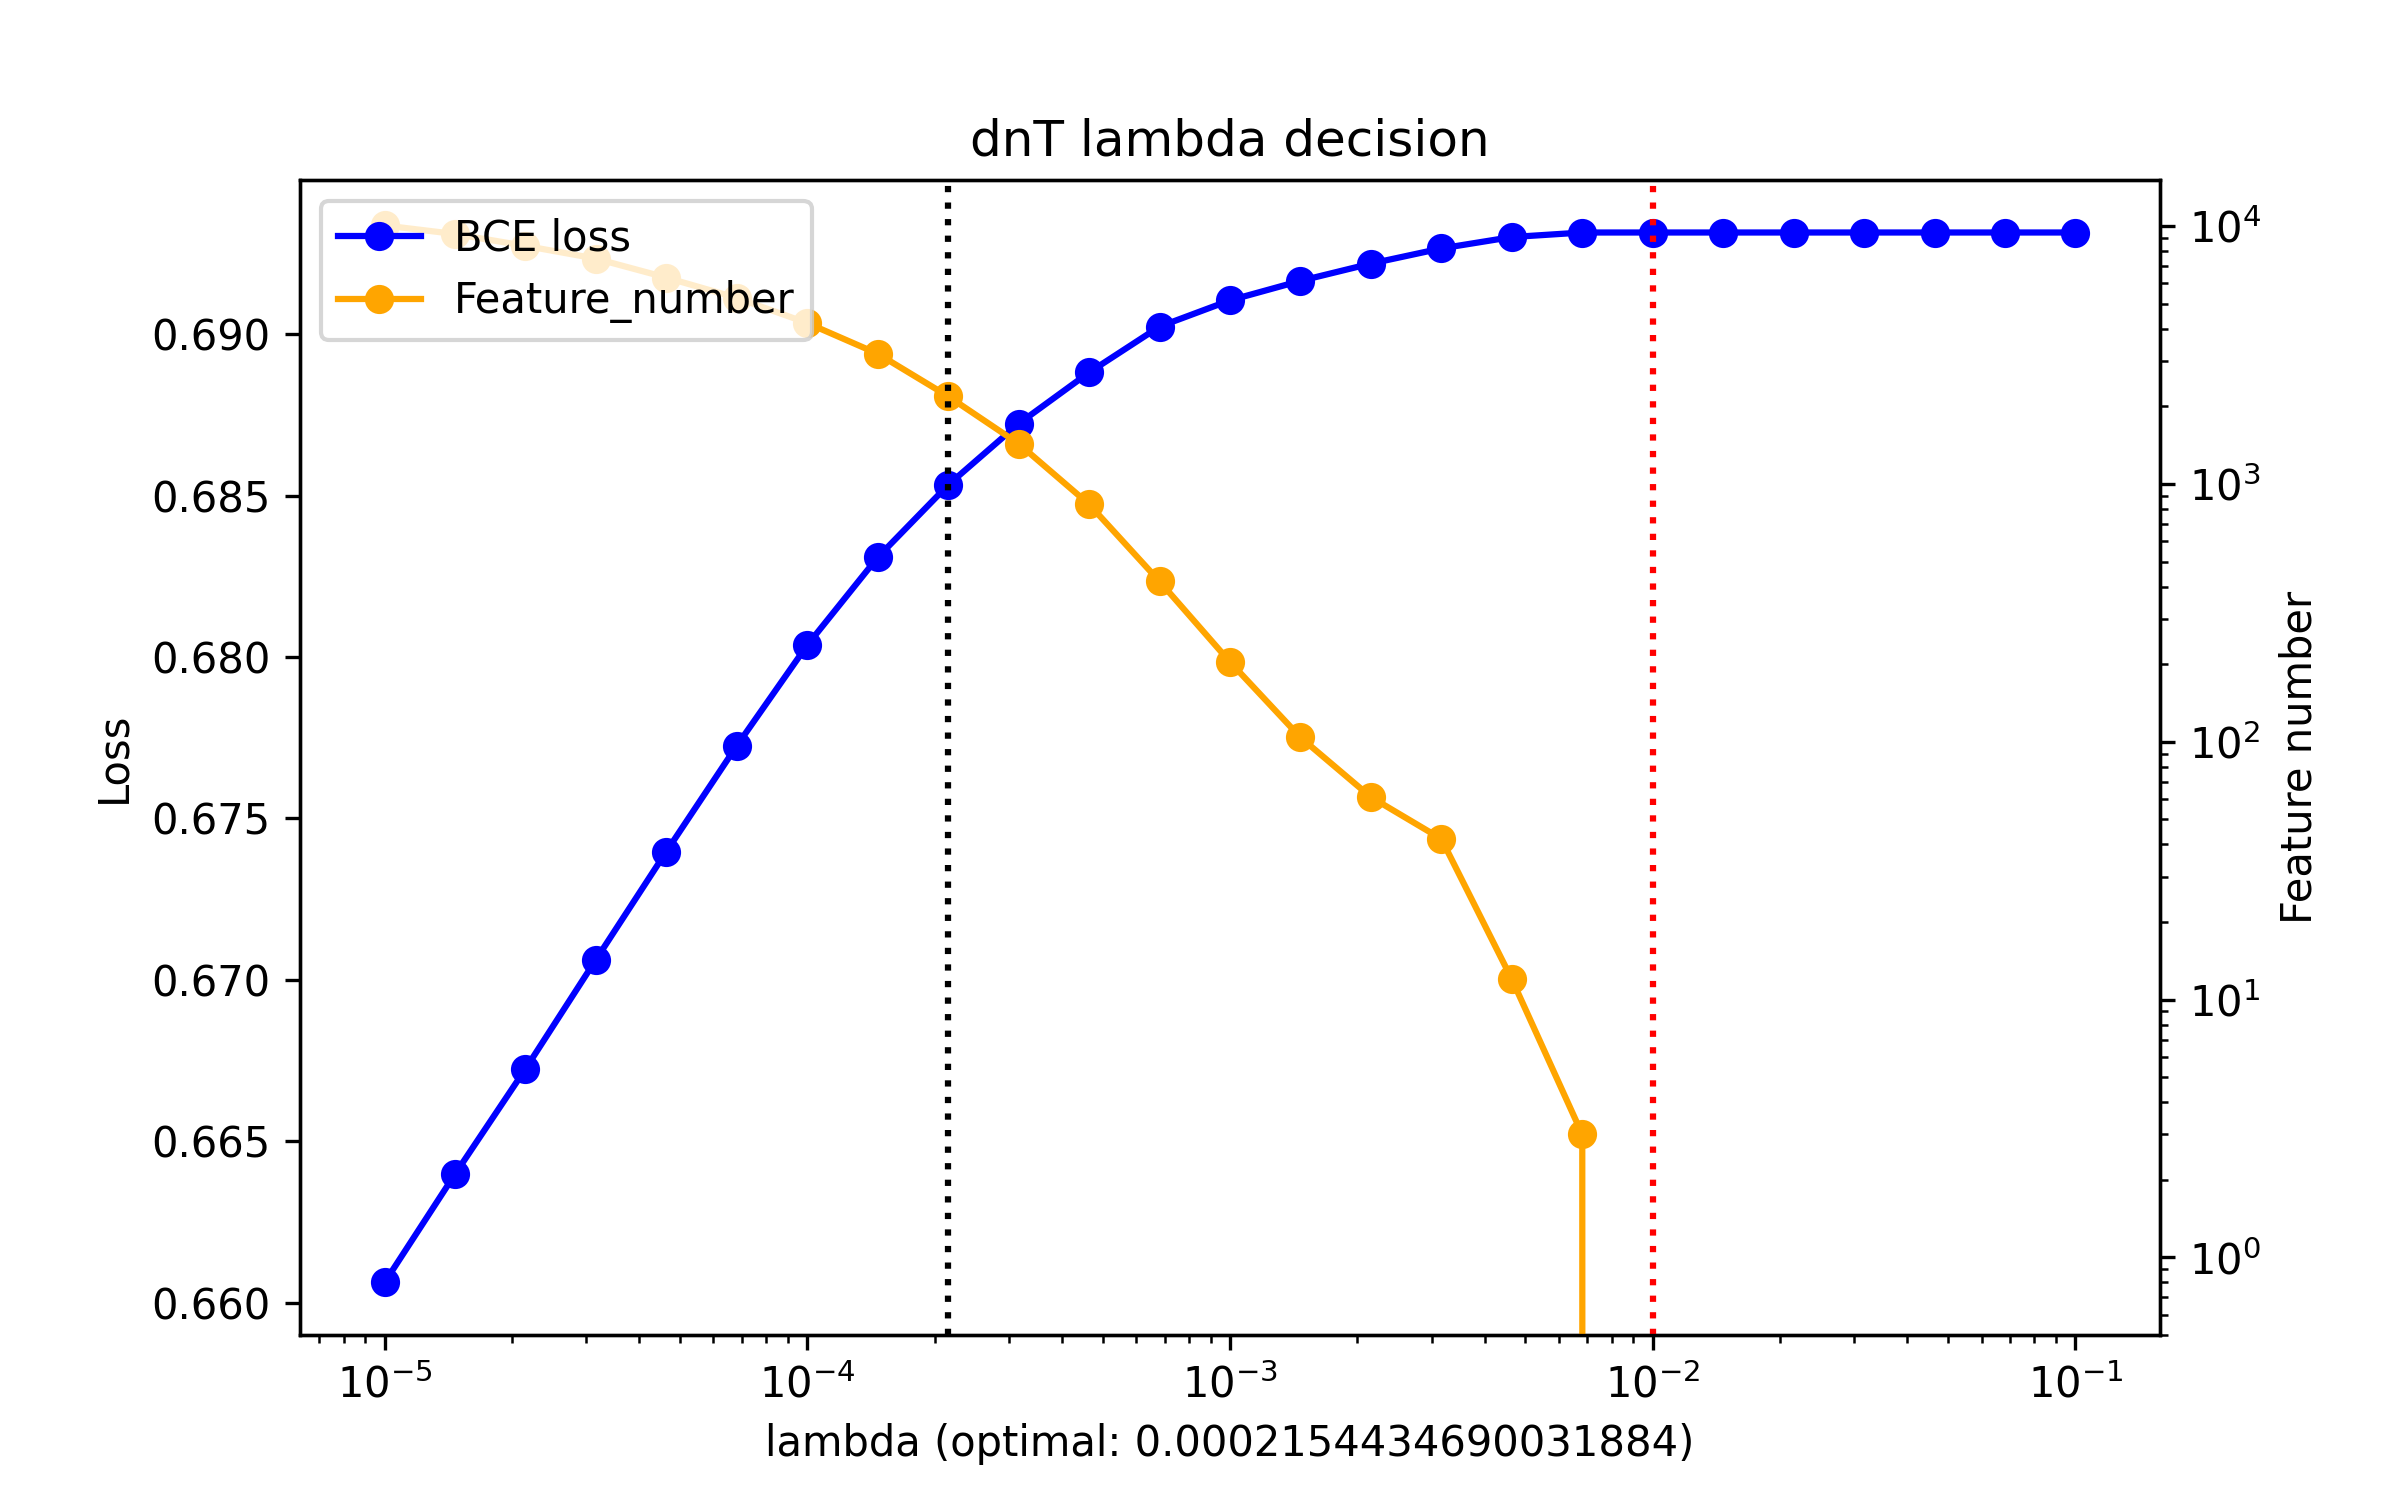 dnT lambda decision
BCE loss
Feature_number
0.690
0.685
0.680
0.675
0.670
0.665
0.660
Loss
10⁴
10³
10²
10¹
10⁰
Feature number
10⁻⁵ 10⁻⁴ 10⁻³ 10⁻² 10⁻¹
lambda (optimal: 0.00021544346900318​84)